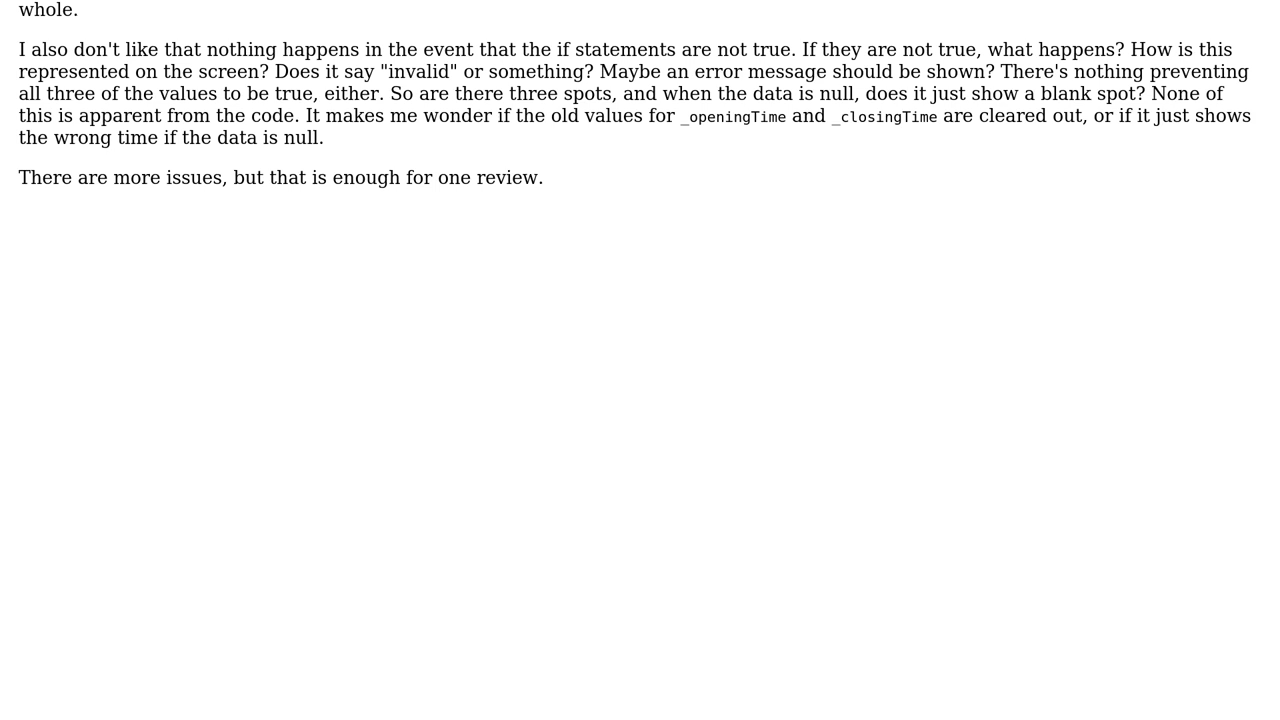 whole.
I also don't like that nothing happens in the event that the if statements are not true. If they are not true, what happens? How is this
represented on the screen? Does it say "invalid" or something? Maybe an error message should be shown? There's nothing preventing
all three of the values to be true, either. So are there three spots, and when the data is null, does it just show a blank spot? None of
this is apparent from the code. It makes me wonder if the old values for _openingTime and _closingTime are cleared out, or if it just shows
the wrong time if the data is null.
There are more issues, but that is enough for one review.